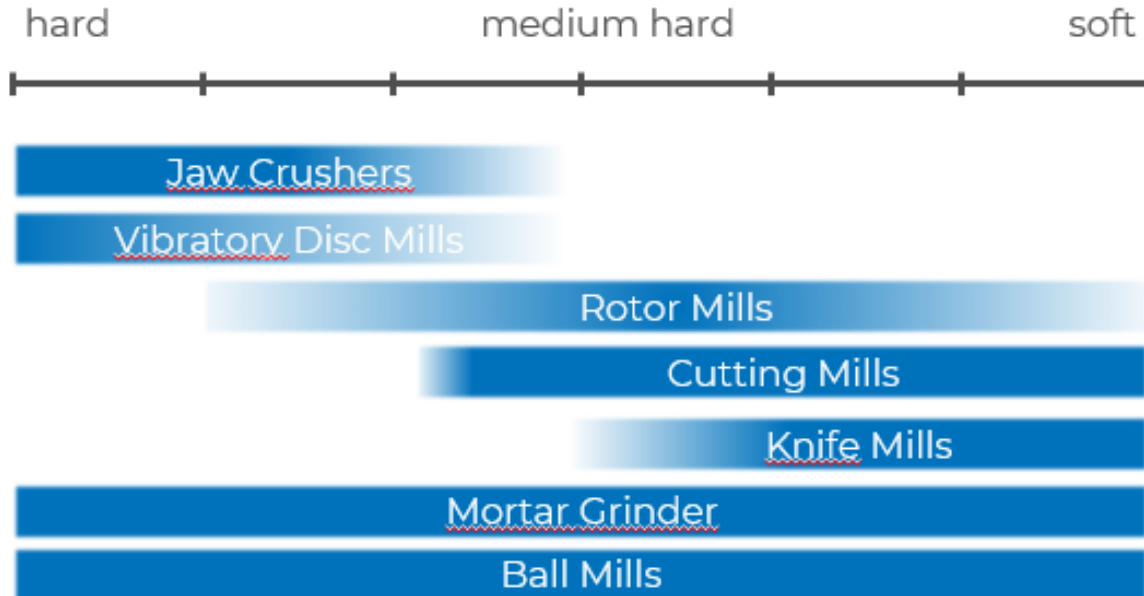 hard medium hard soft
Jaw Crushers
Vibratory Disc Mills
Rotor Mills
Cutting Mills
Knife Mills
Mortar Grinder
Ball Mills